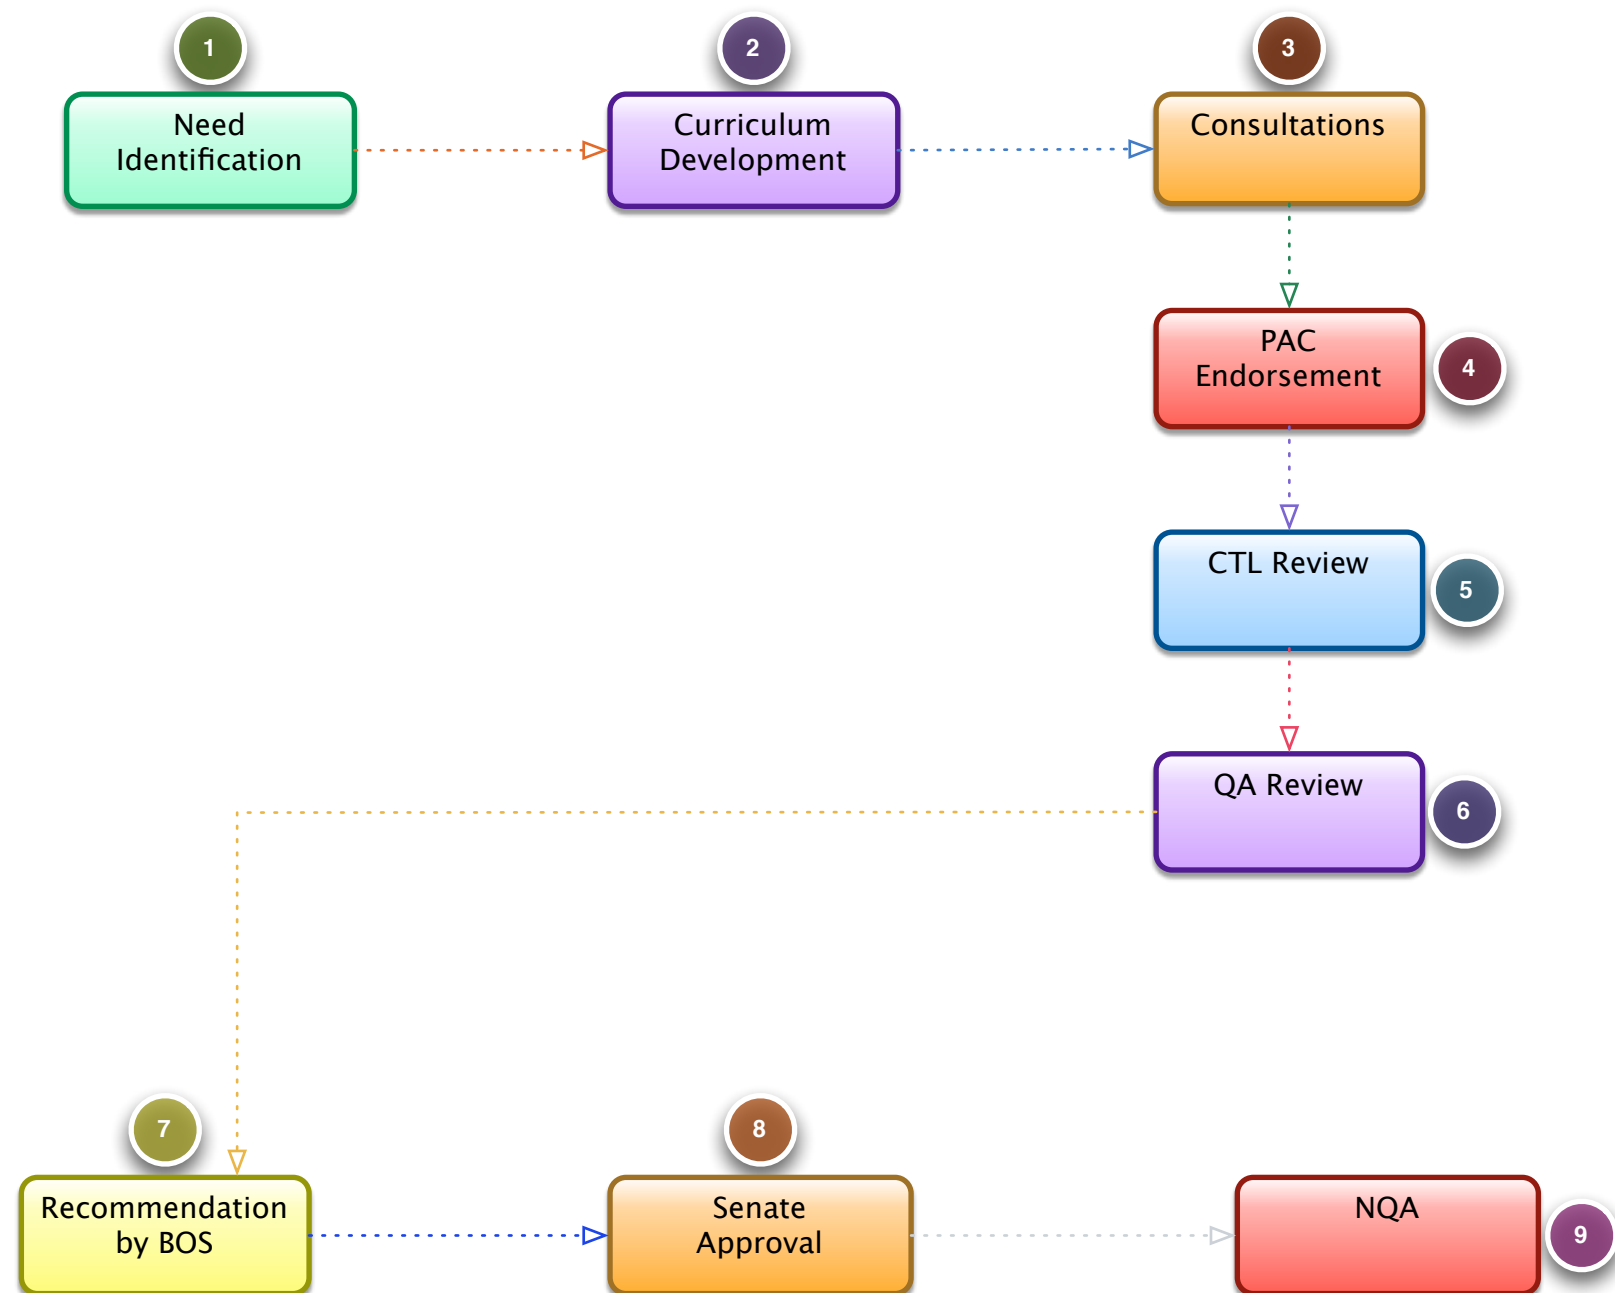 1
Need
Identification
2
Curriculum
Development
3
Consultations
PAC
Endorsement
4
CTL Review
5
QA Review
6
7
Recommendation
by BOS
8
Senate
Approval
NQA
9